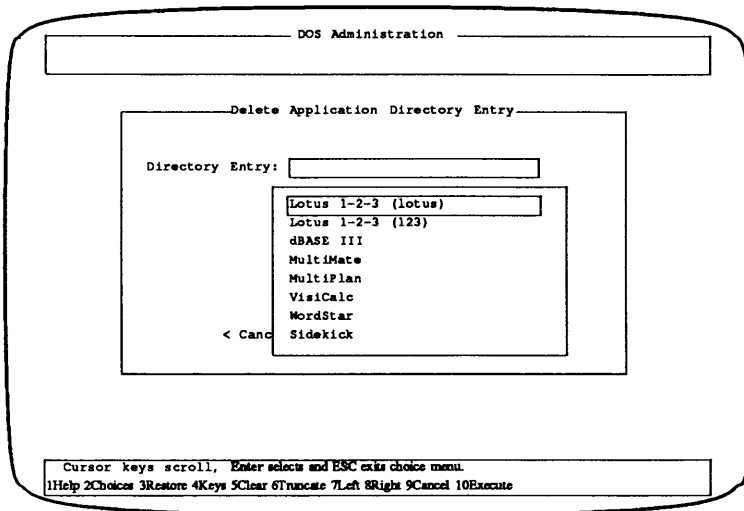 DOS Administration
Delete Application Directory Entry
Directory Entry:
Lotus 1-2-3 (lotus)
Lotus 1-2-3 (123)
dBASE III
MultiMate
MultiPlan
VisiCalc
WordStar
< Canc Sidekick
Cursor keys scroll, Enter selects and ESC exits choice menu.
1Help 2Choices 3Restore 4Keys 5Clear 6Truncate 7Left 8Right 9Cancel 10Execute